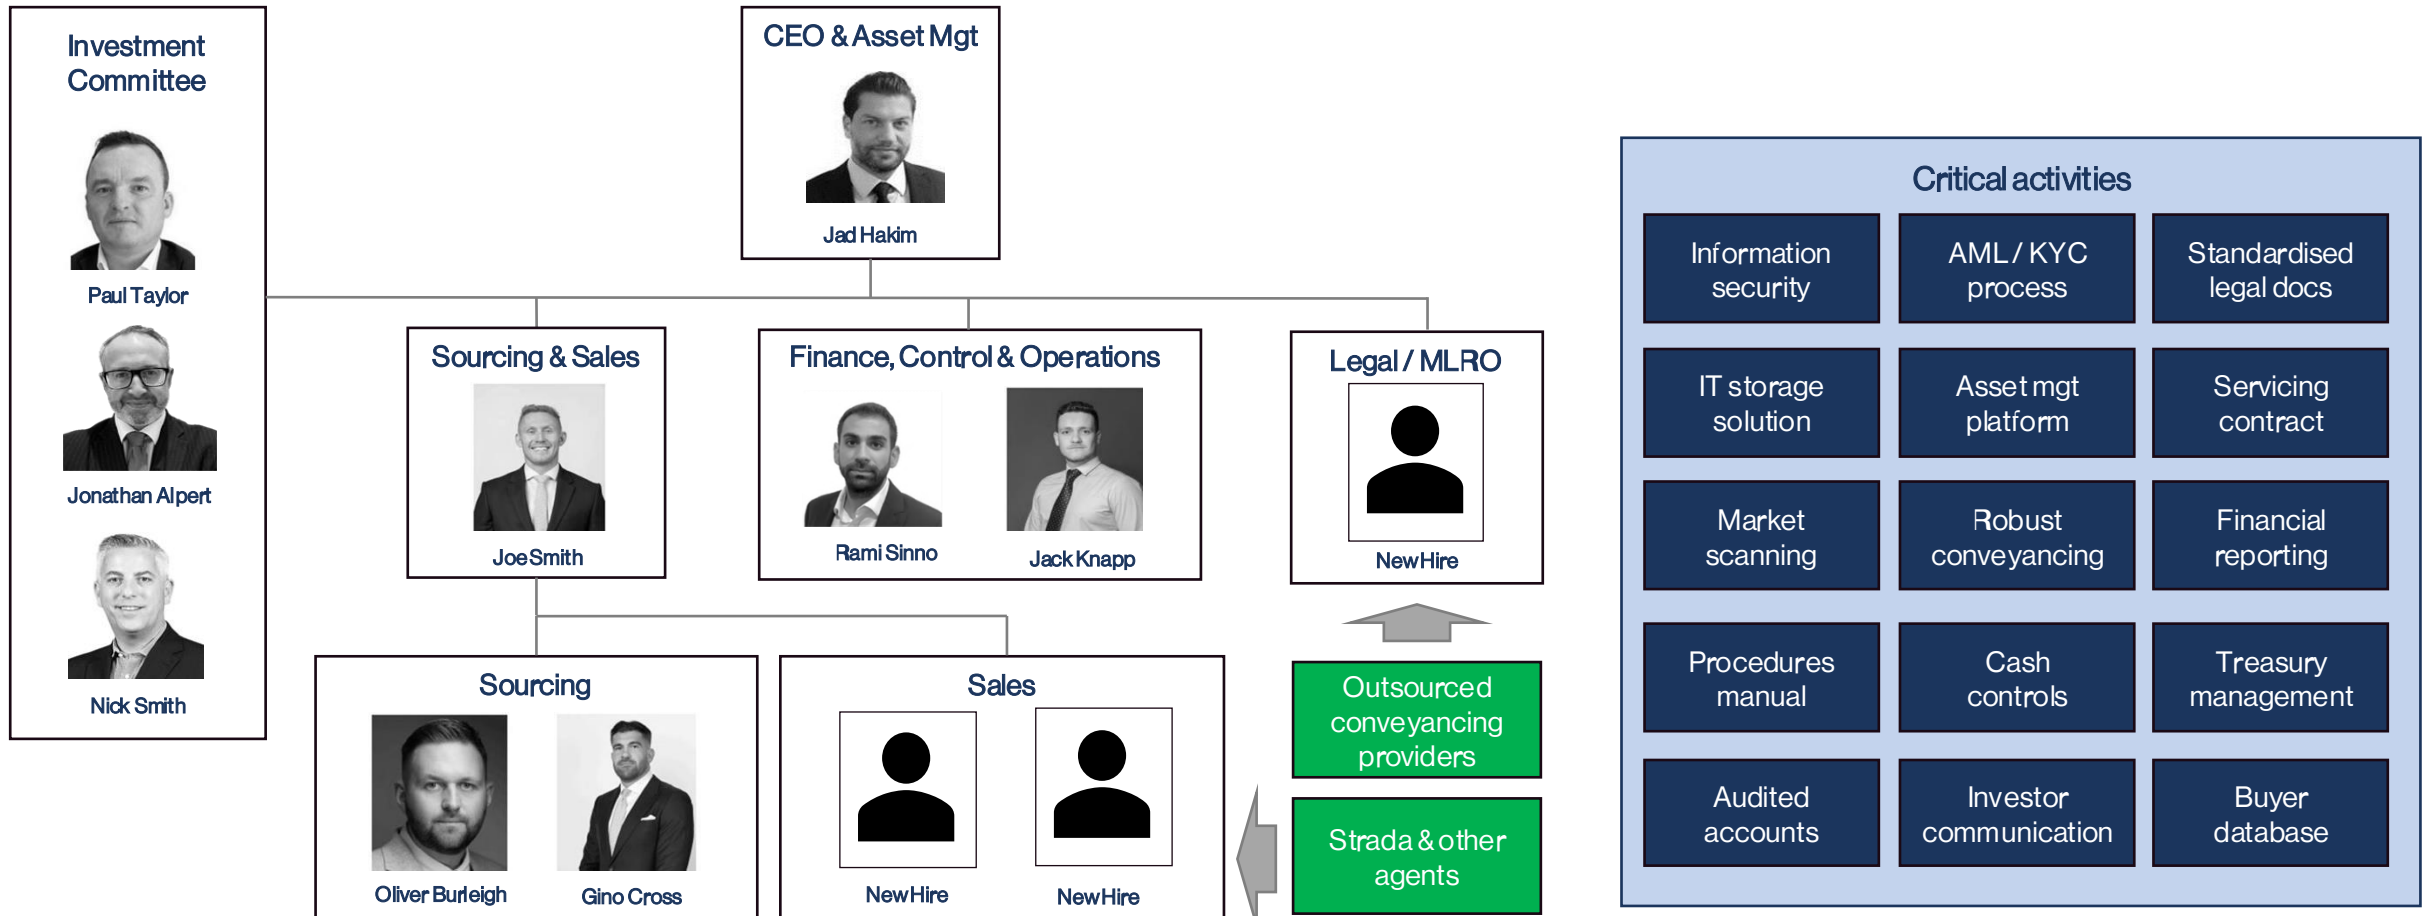 Investment
Committee
Paul Taylor
Jonathan Alpert
Nick Smith
CEO & Asset Mgt
Jad Hakim
Sourcing & Sales
Joe Smith
Finance, Control & Operations
Rami Sinno
Jack Knapp
Legal / MLRO
New Hire
Sourcing
Oliver Burleigh
Gino Cross
Sales
New Hire
New Hire
Outsourced
conveyancing
providers
Strada & other
agents
Critical activities
Information
security
AML / KYC
process
Standardised
legal docs
IT storage
solution
Asset mgt
platform
Servicing
contract
Market
scanning
Robust
conveyancing
Financial
reporting
Procedures
manual
Cash
controls
Treasury
management
Audited
accounts
Investor
communication
Buyer
database